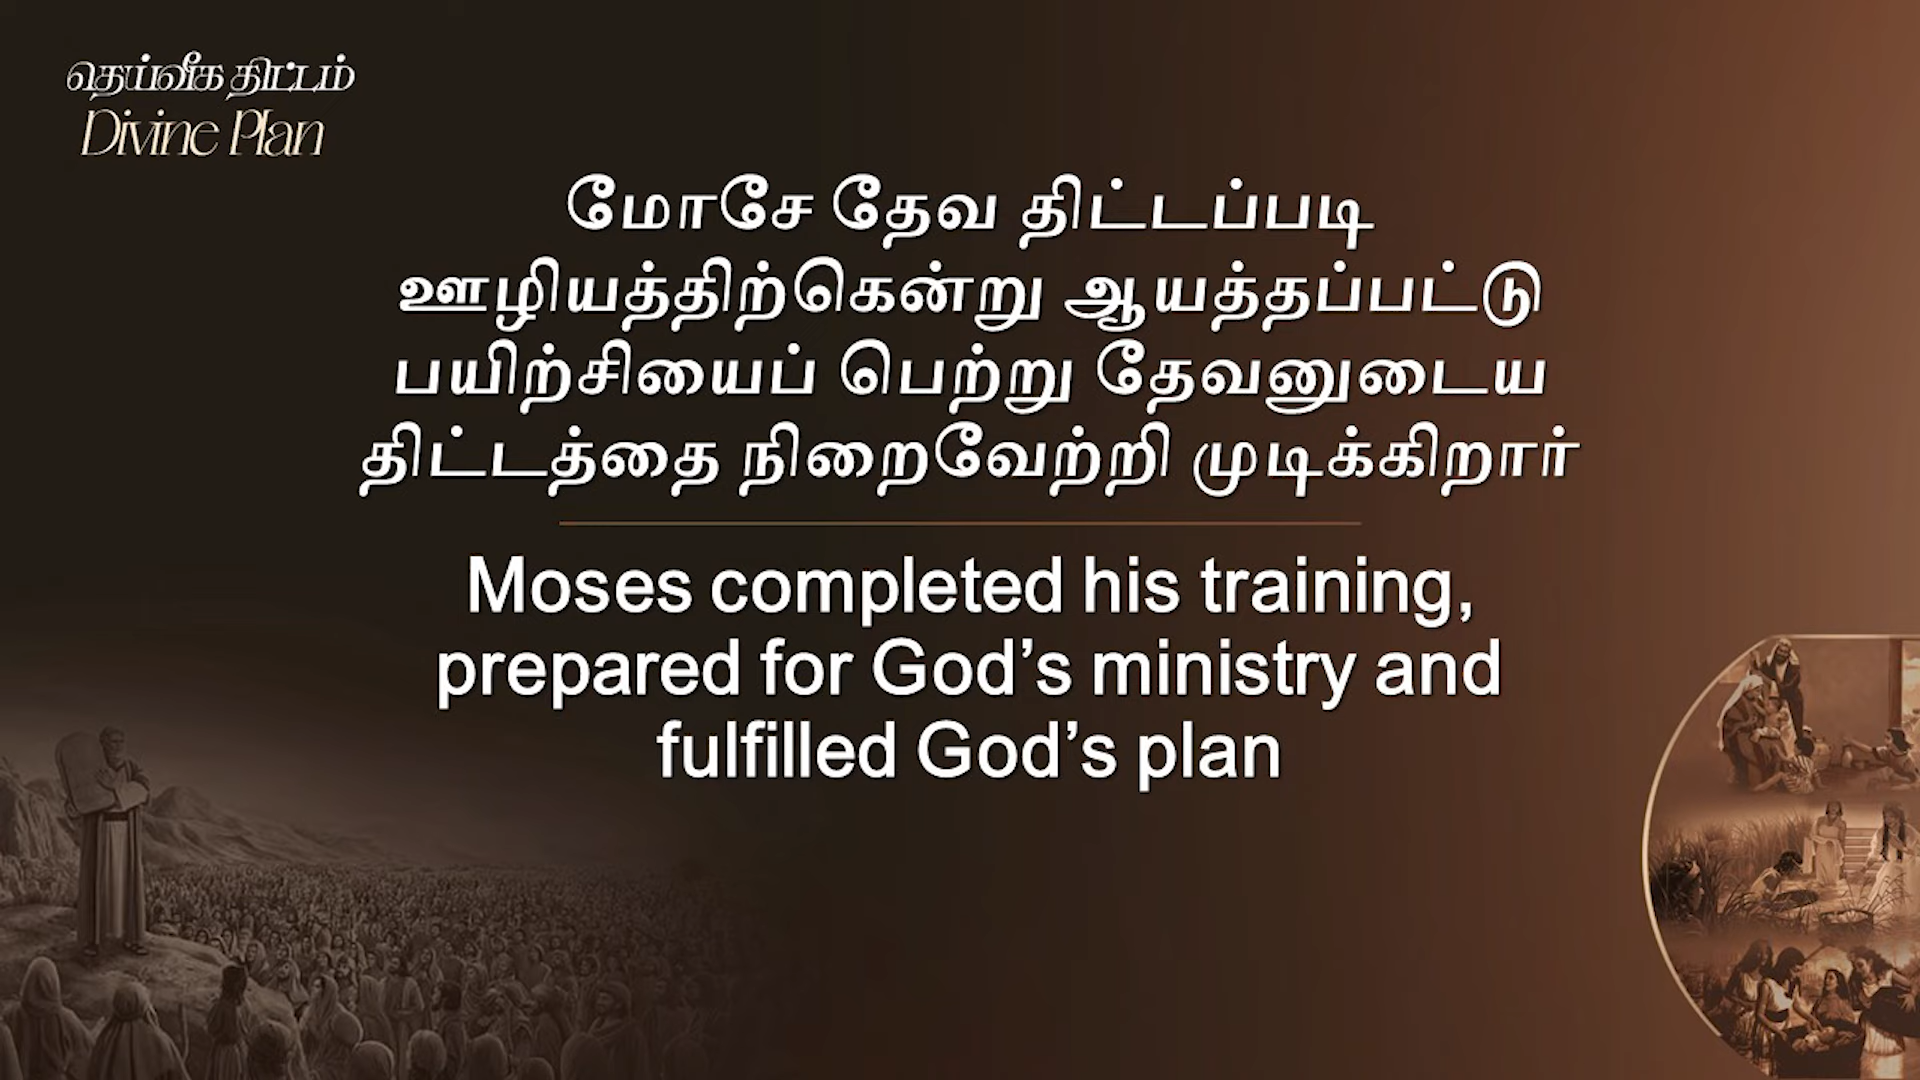 தெய்வீக திட்டம்
Divine Plan
மோசே தேவ திட்டப்படி
ஊழியத்திற்கென்று ஆயத்தப்பட்டு
பயிற்சியைப் பெற்று தேவனுடைய
திட்டத்தை நிறைவேற்றி முடிக்கிறார்
Moses completed his training,
prepared for God’s ministry and
fulfilled God’s plan